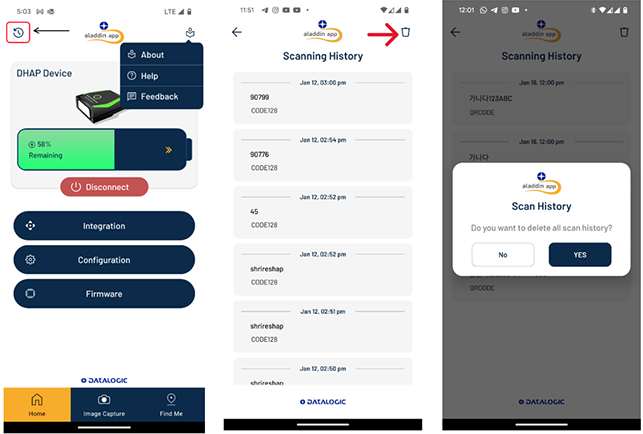 5:03
LTE
aladdin app
About
Help
Feedback
DHAP Device
58%
Remaining
Disconnect
Integration
Configuration
Firmware
DATALOGIC
Home
Image Capture
Find Me
11:51
aladdin app
Scanning History
Jan 12, 03:00 pm
90799
CODE128
Jan 12, 02:54 pm
90776
CODE128
Jan 12, 02:52 pm
45
CODE128
Jan 12, 02:52 pm
shrireshap
CODE128
Jan 12, 02:51 pm
shrireshap
CODE128
Jan 12, 02:50 pm
shrireshap
DATALOGIC
12:01
aladdin app
Scanning History
Jan 16, 12:00 pm
가나다123ABC
QRCODE
Jan 16, 12:00 pm
가나다
aladdin app
Scan History
Do you want to delete all scan history?
No
YES
QRCODE
DATALOGIC